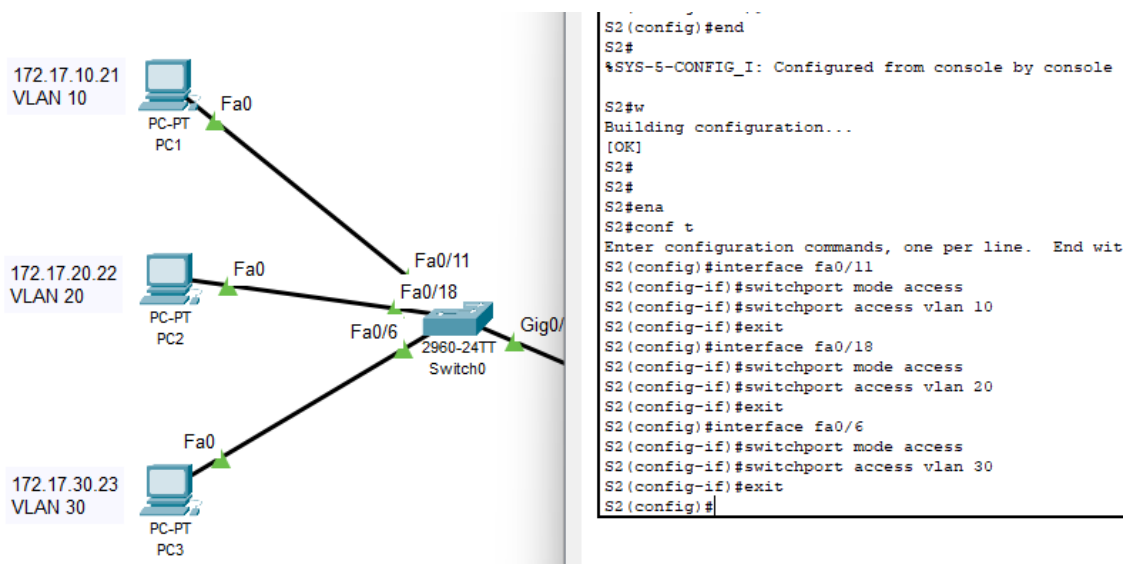 172.17.10.21
VLAN 10
Fa0
PC-PT
PC1
172.17.20.22
VLAN 20
Fa0
PC-PT
PC2
Fa0/11
Fa0/18
Fa0/6
Gig0/
2960-24TT
Switch0
Fa0
172.17.30.23
VLAN 30
PC-PT
PC3
S2(config)#end
S2#
%SYS-5-CONFIG_I: Configured from console by console
S2#w
Building configuration...
[OK]
S2#
S2#
S2#ena
S2#conf t
Enter configuration commands, one per line.  End wit
S2(config)#interface fa0/11
S2(config-if)#switchport mode access
S2(config-if)#switchport access vlan 10
S2(config-if)#exit
S2(config)#interface fa0/18
S2(config-if)#switchport mode access
S2(config-if)#switchport access vlan 20
S2(config-if)#exit
S2(config)#interface fa0/6
S2(config-if)#switchport mode access
S2(config-if)#switchport access vlan 30
S2(config-if)#exit
S2(config)#